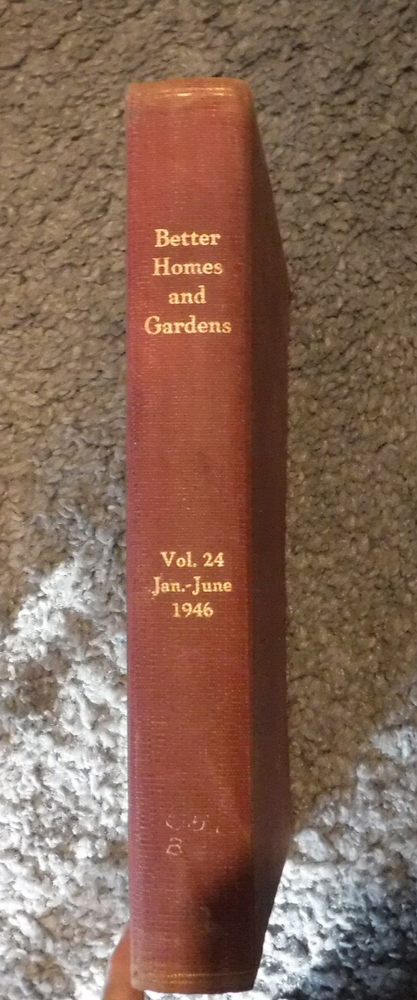 Better
Homes
and
Gardens
Vol. 24
Jan.-June
1946
B